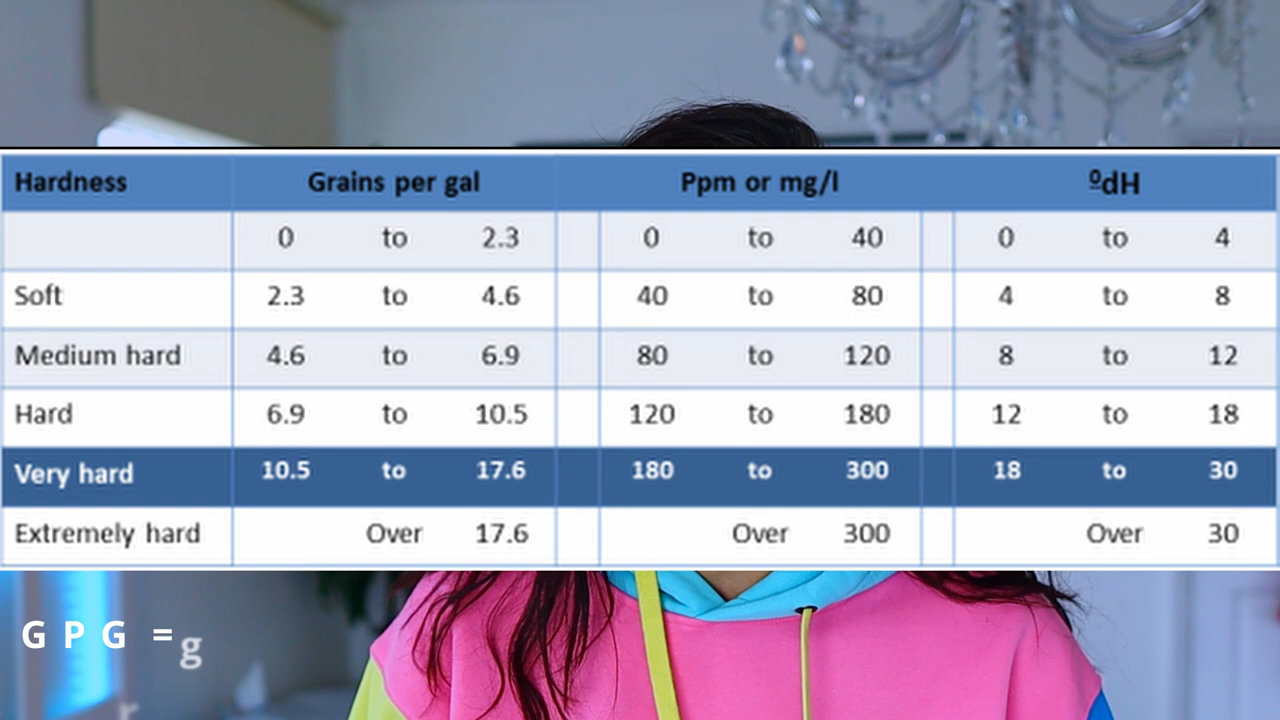 Hardness Grains per gal Ppm or mg/l ºdH
0 to 2.3 0 to 40 0 to 4
Soft 2.3 to 4.6 40 to 80 4 to 8
Medium hard 4.6 to 6.9 80 to 120 8 to 12
Hard 6.9 to 10.5 120 to 180 12 to 18
Very hard 10.5 to 17.6 180 to 300 18 to 30
Extremely hard Over 17.6 Over 300 Over 30
GPG = g
r